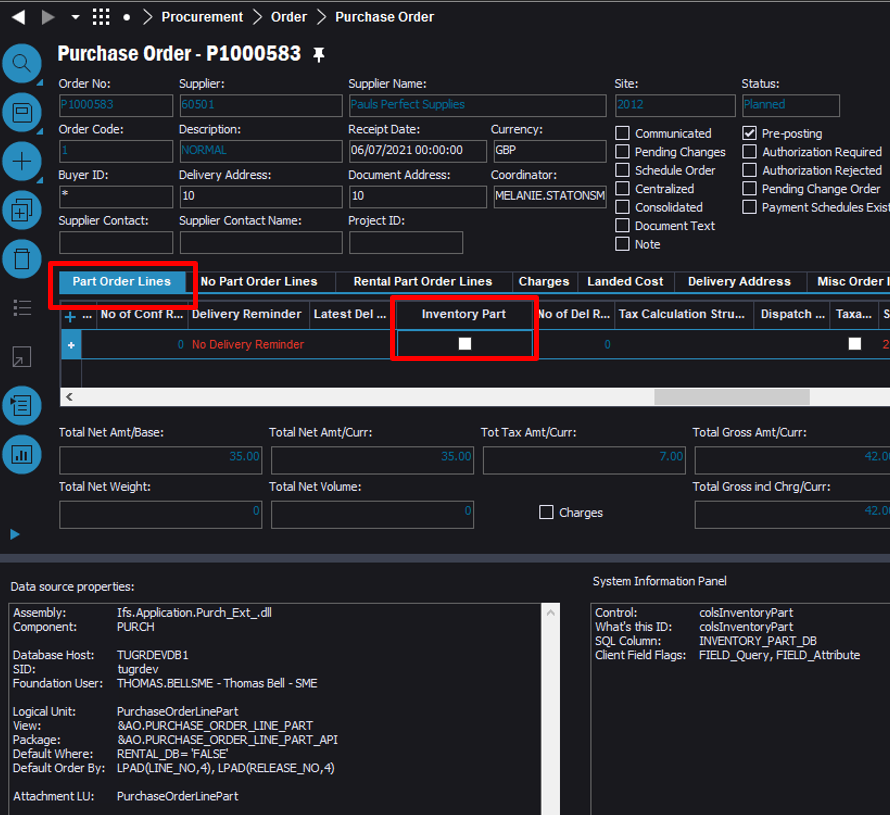 Procurement Order Purchase Order
Purchase Order - P1000583
Order No: Supplier: Supplier Name: Site: Status:
P1000583 60501 Pauls Perfect Supplies 2012 Planned
Order Code: Description: Receipt Date: Currency:
1 NORMAL 06/07/2021 00:00:00 GBP
Communicated Pre-posting
Pending Changes Authorization Required
Buyer ID: Delivery Address: Document Address: Coordinator:
Schedule Order Authorization Rejected
* 10 10 MELANIE.STATONSM
Centralized Pending Change Order
Consolidated Payment Schedules Exist
Supplier Contact: Supplier Contact Name: Project ID:
Document Text
Note
Part Order Lines No Part Order Lines Rental Part Order Lines Charges Landed Cost Delivery Address Misc Order I
... No of Conf R... Delivery Reminder Latest Del ... Inventory Part No of Del R... Tax Calculation Stru... Dispatch ... Taxa... S
0 No Delivery Reminder 0 2
Total Net Amt/Base: Total Net Amt/Curr: Tot Tax Amt/Curr: Total Gross Amt/Curr:
35.00 35.00 7.00 42.00
Total Net Weight: Total Net Volume: Total Gross incl Chrg/Curr:
0 0 Charges 42.00
Data source properties:
Assembly: Ifs.Application.Purch_Ext_.dll
Component: PURCH
Database Host: TUGRDEVDB1
SID: tugrdev
Foundation User: THOMAS.BELLSME - Thomas Bell - SME
Logical Unit: PurchaseOrderLinePart
View: &AO.PURCHASE_ORDER_LINE_PART
Package: &AO.PURCHASE_ORDER_LINE_PART_API
Default Where: RENTAL_DB= 'FALSE'
Default Order By: LPAD(LINE_NO,4), LPAD(RELEASE_NO,4)
Attachment LU: PurchaseOrderLinePart
System Information Panel
Control: colsInventoryPart
What's this ID: colsInventoryPart
SQL Column: INVENTORY_PART_DB
Client Field Flags: FIELD_Query, FIELD_Attribute